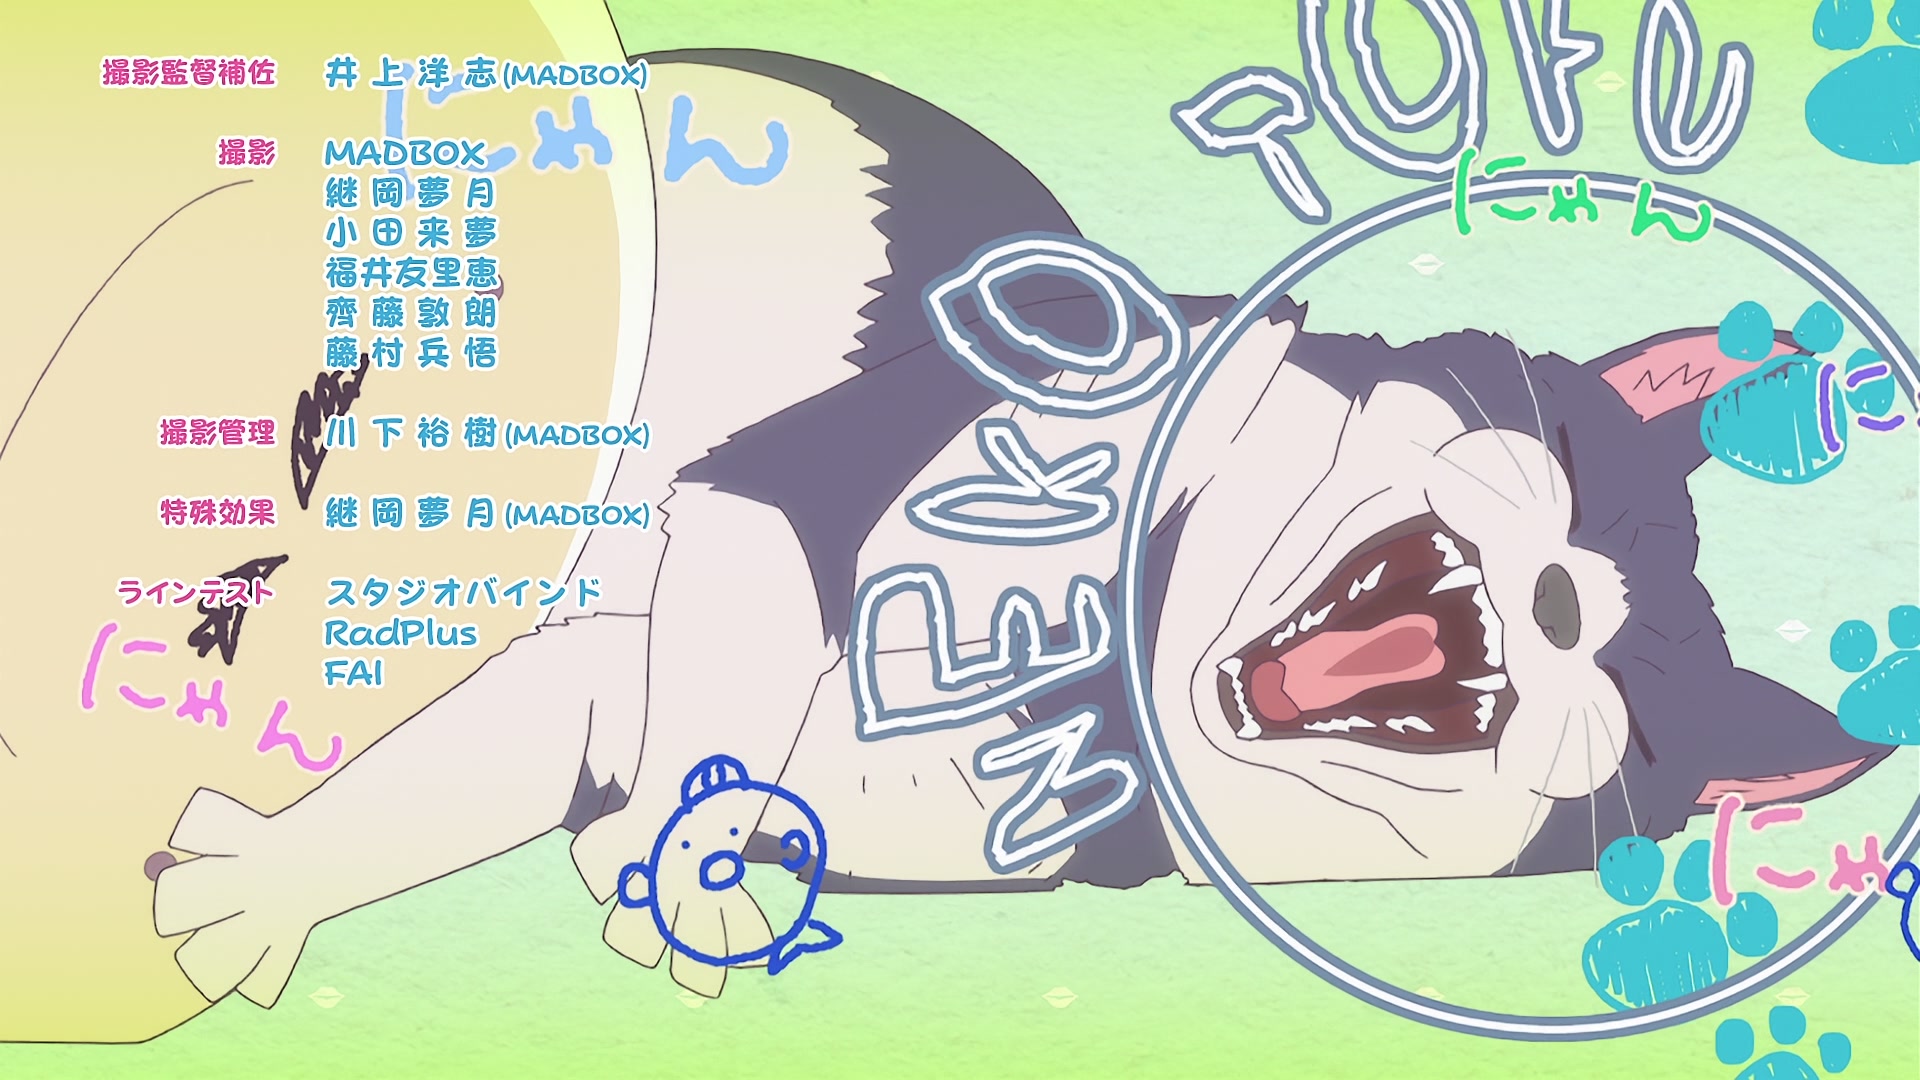 撮影監督補佐 井上洋志(MADBOX)
撮影 MADBOX
継岡夢月
小田来夢
福井友里恵
齊藤敦朗
藤村兵悟
撮影管理 川下裕樹(MADBOX)
特殊効果 継岡夢月(MADBOX)
ラインテスト スタジオバインド
RadPlus
FAI
にゃん
にゃん
NEKO
TOFU
にゃん
に
にゃ